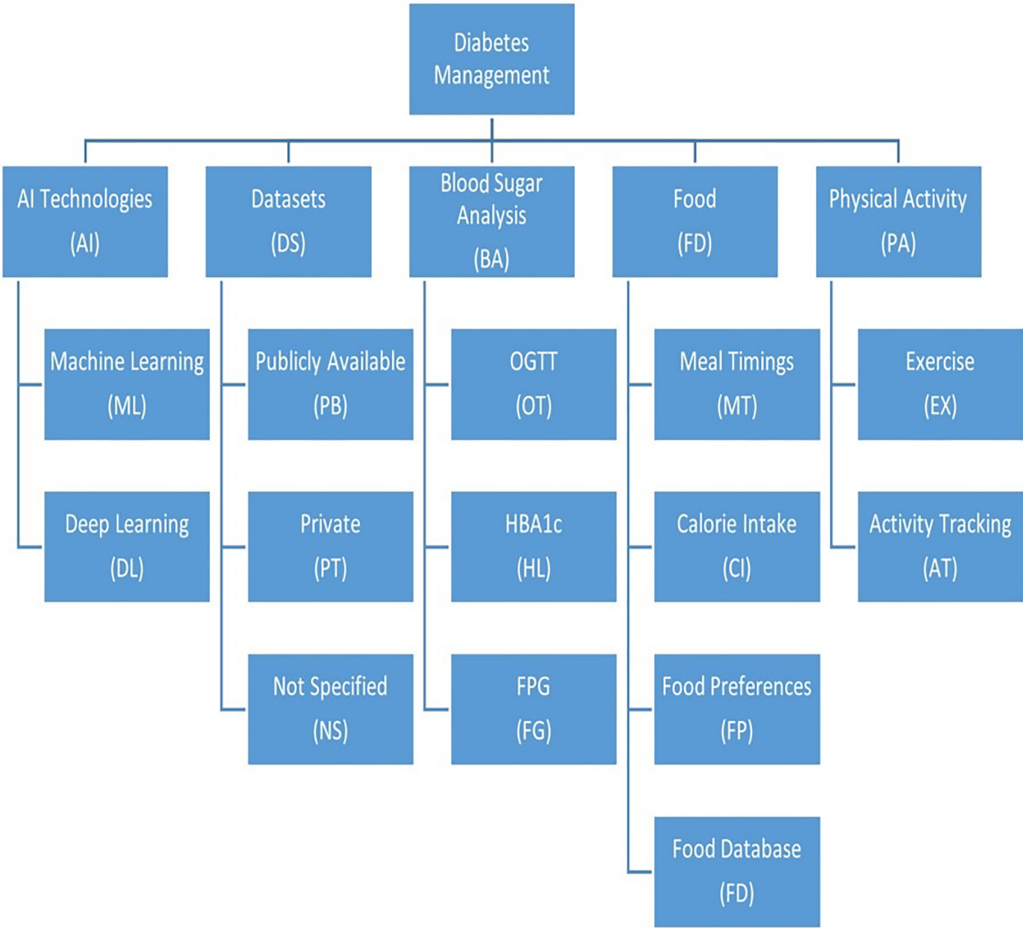 Diabetes
Management
AI Technologies
(AI)
Datasets
(DS)
Blood Sugar
Analysis
(BA)
Food
(FD)
Physical Activity
(PA)
Machine Learning
(ML)
Publicly Available
(PB)
OGTT
(OT)
Meal Timings
(MT)
Exercise
(EX)
Deep Learning
(DL)
Private
(PT)
HBA1c
(HL)
Calorie Intake
(CI)
Activity Tracking
(AT)
Not Specified
(NS)
FPG
(FG)
Food Preferences
(FP)
Food Database
(FD)